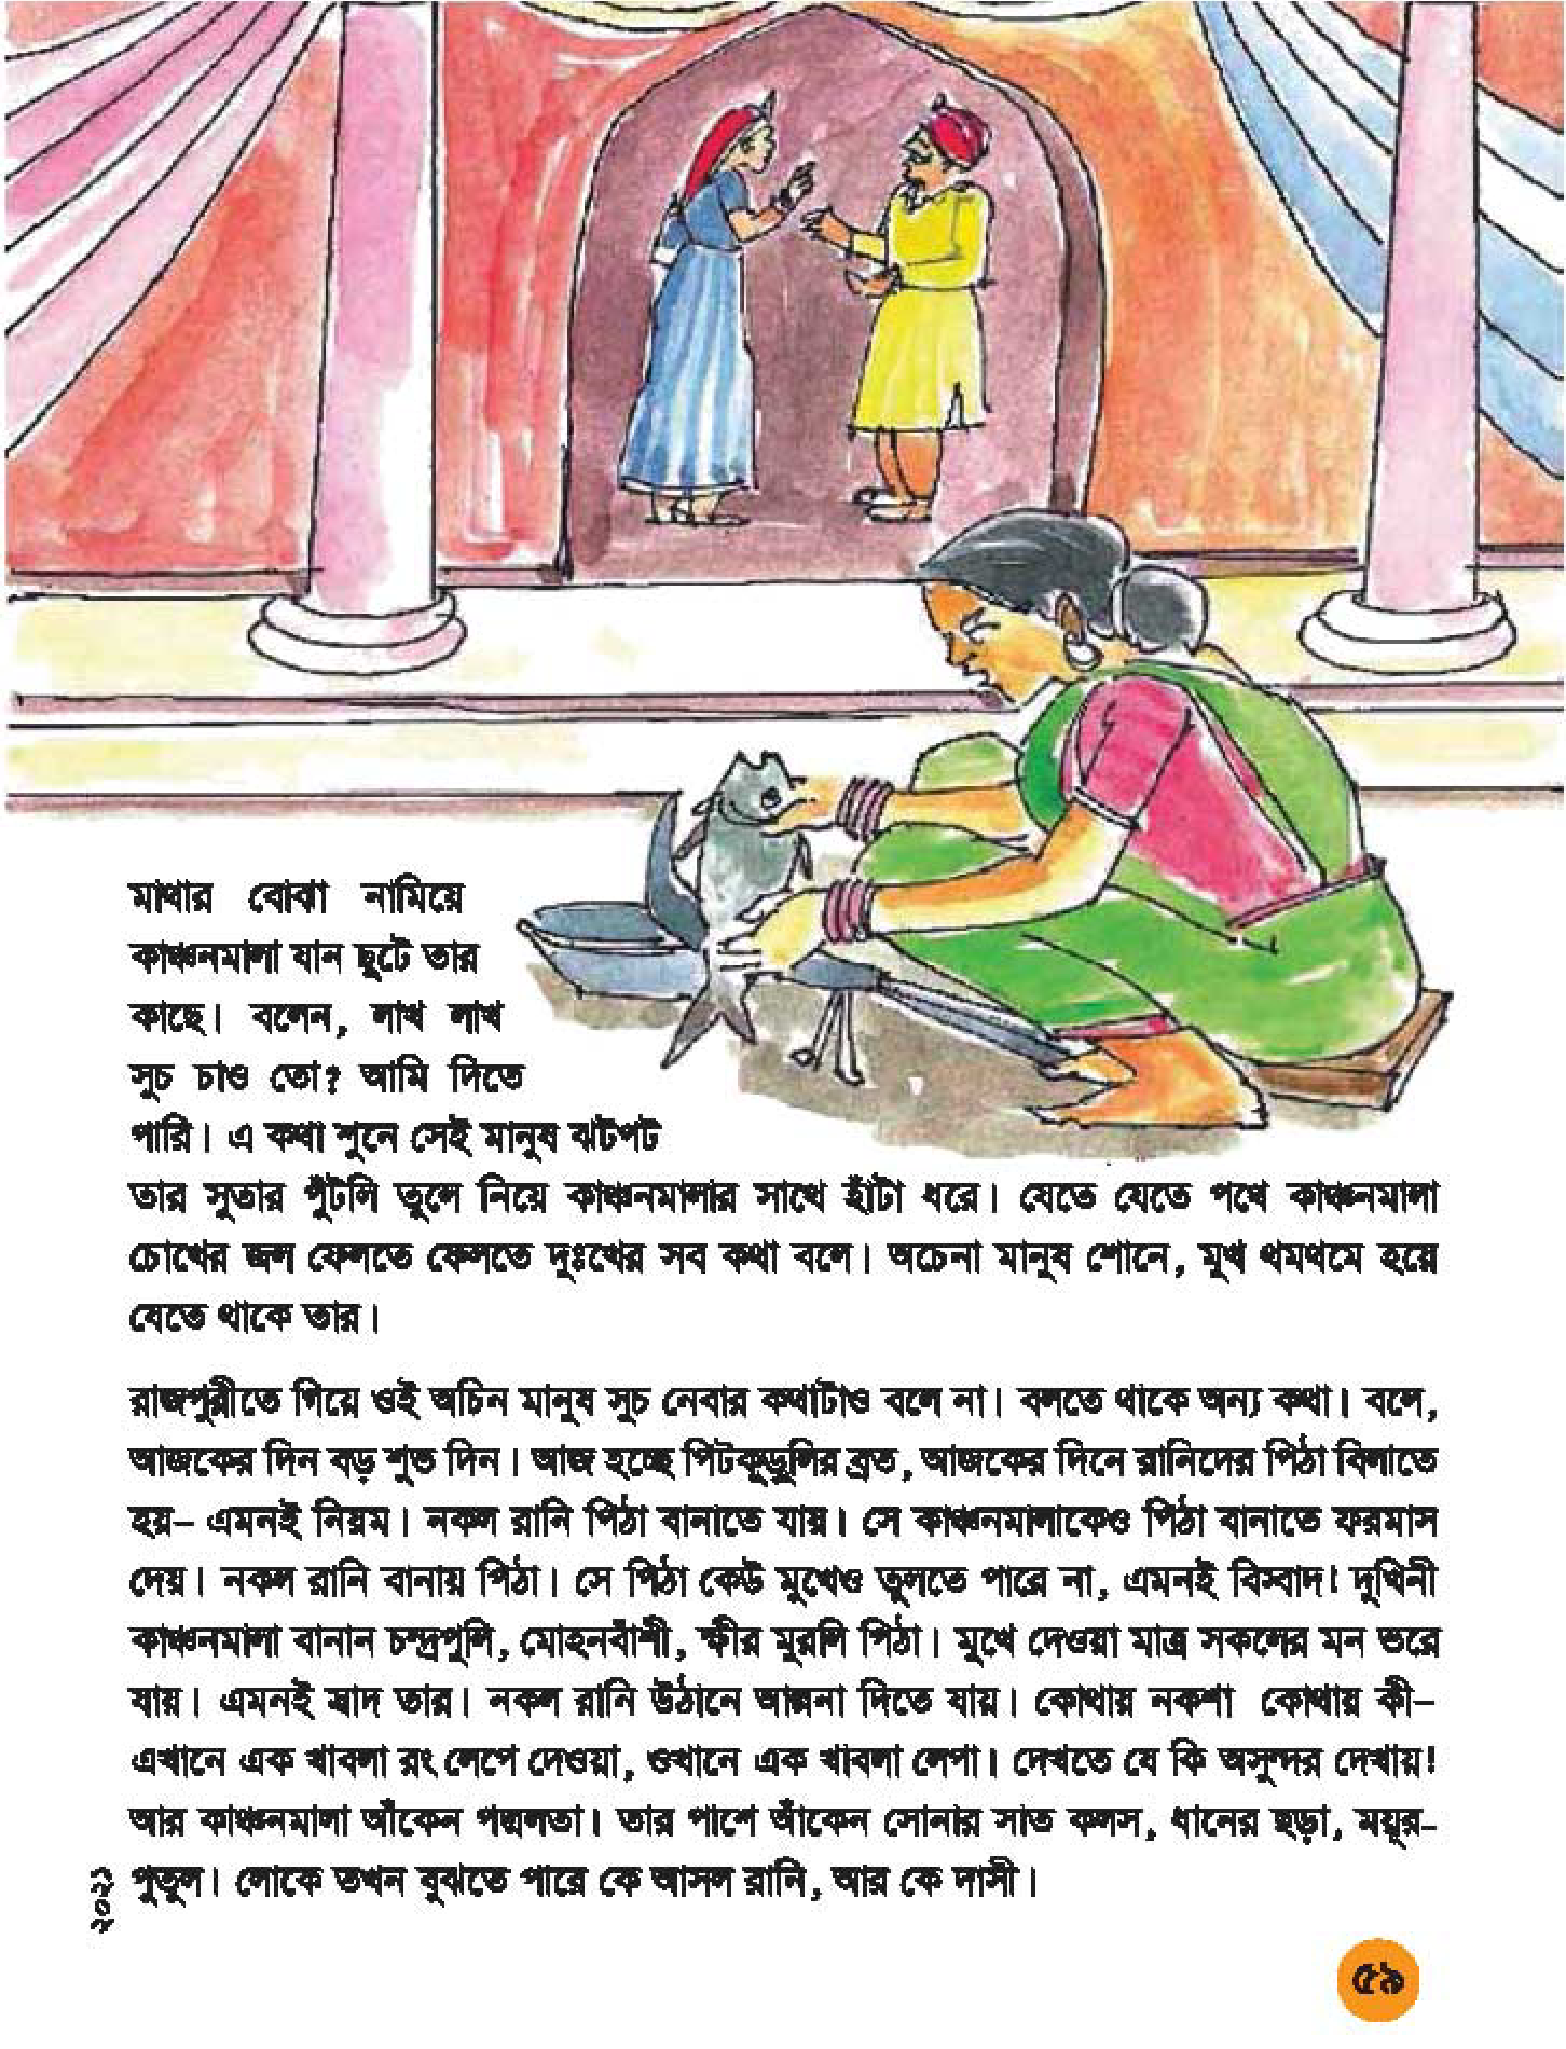 মাথার বোঝা নামিয়ে
কাঞ্চনমালা যান ছুটে তার
কাছে। বলেন, লাখ লাখ
সুচ চাও তো? আমি দিতে
পারি। এ কথা শুনে সেই মানুষ ঝটপট
তার সুতার পুঁটলি তুলে নিয়ে কাঞ্চনমালার সাথে হাঁটা ধরে। যেতে যেতে পথে কাঞ্চনমালা
চোখের জল ফেলতে ফেলতে দুঃখের সব কথা বলে। অচেনা মানুষ শোনে, মুখ থমথমে হয়ে
যেতে থাকে তার।
রাজপুরীতে গিয়ে ওই অচিন মানুষ সুচ নেবার কথাটাও বলে না। বলতে থাকে অন্য কথা। বলে,
আজকের দিন বড় শুভ দিন। আজ হচ্ছে পিটকুড়ুলির ব্রত, আজকের দিনে রানিদের পিঠা বিলাতে
হয়– এমনই নিয়ম। নকল রানি পিঠা বানাতে যায়। সে কাঞ্চনমালাকেও পিঠা বানাতে ফরমাস
দেয়। নকল রানি বানায় পিঠা। সে পিঠা কেউ মুখেও তুলতে পারে না, এমনই বিস্বাদ! দুখিনী
কাঞ্চনমালা বানান চন্দ্রপুলি, মোহনবাঁশী, ক্ষীর মুরলি পিঠা। মুখে দেওয়া মাত্র সকলের মন ভরে
যায়। এমনই স্বাদ তার। নকল রানি উঠানে আলপনা দিতে যায়। কোথায় নকশা কোথায় কী–
এখানে এক খাবলা রং লেপে দেওয়া, ওখানে এক খাবলা লেপা। দেখতে যে কি অসুন্দর দেখায়!
আর কাঞ্চনমালা আঁকেন পদ্মলতা। তার পাশে আঁকেন সোনার সাত কলস, ধানের ছড়া, ময়ূর-
পুতুল। লোকে তখন বুঝতে পারে কে আসল রানি, আর কে দাসী।
২০২১
৫৯